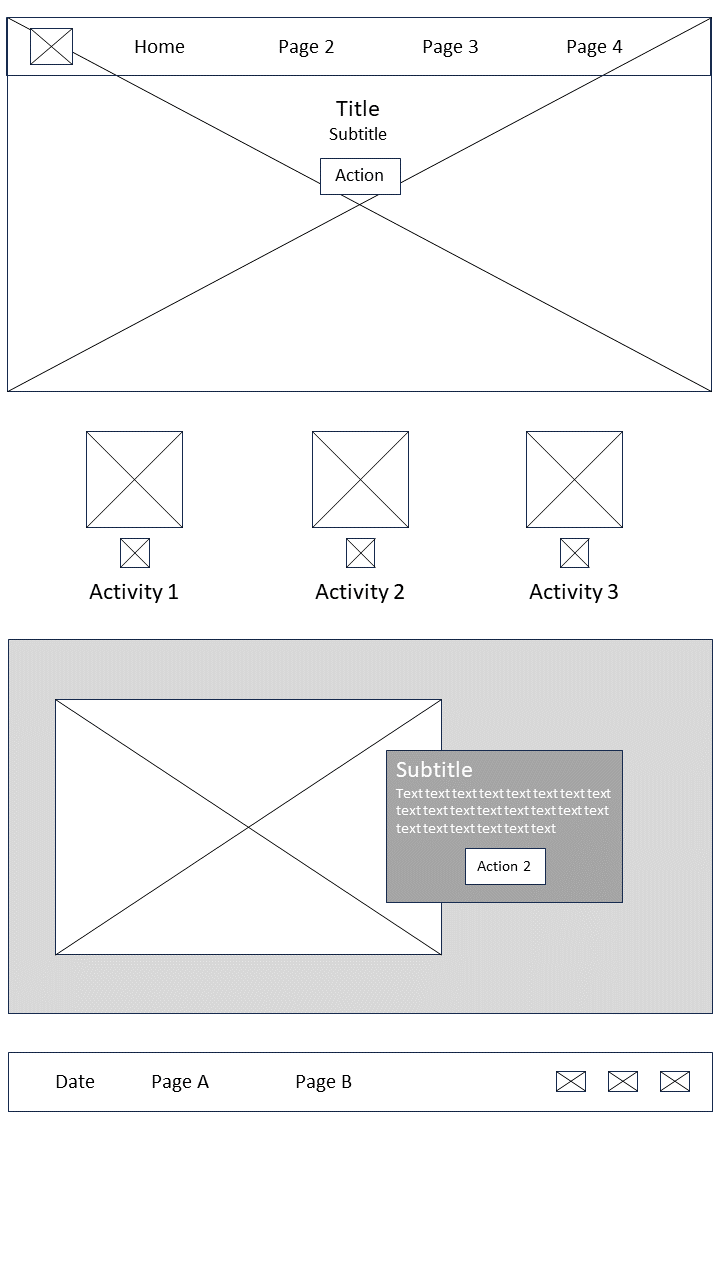 Home Page 2 Page 3 Page 4
Title
Subtitle
Action
Activity 1 Activity 2 Activity 3
Subtitle
Text text text text text text text text
text text text text text text text text
text text text text text text
Action 2
Date Page A Page B